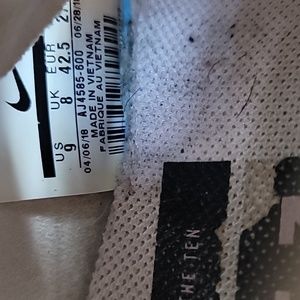 US 9
UK 8
EUR 42.5
04/06/18
06/28/18
AJ4585-600
MADE IN VIETNAM
FABRIQUE AU VIETNAM
THE TEN